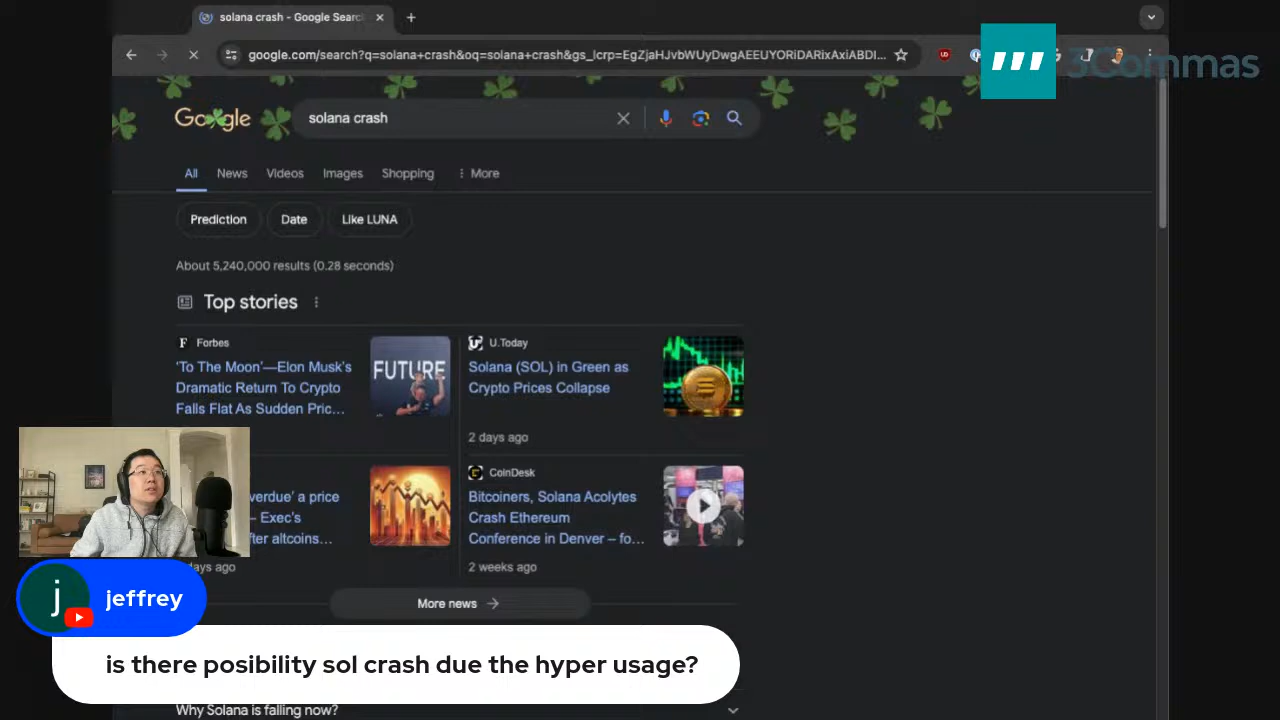 solana crash - Google Searc
google.com/search?q=solana+crash&oq=solana+crash&gs_lcrp=EgZjaHJvbWUyDwgAEEUYORiDARixAxiABDI...
3Commas
Google
solana crash
All News Videos Images Shopping More
Prediction Date Like LUNA
About 5,240,000 results (0.28 seconds)
Top stories
Forbes
'To The Moon'—Elon Musk's
Dramatic Return To Crypto
Falls Flat As Sudden Pric...
FUTURE
U.Today
Solana (SOL) in Green as
Crypto Prices Collapse
2 days ago
verdue' a price
– Exec's
fter altcoins...
days ago
CoinDesk
Bitcoiners, Solana Acolytes
Crash Ethereum
Conference in Denver – fo...
2 weeks ago
More news
j
jeffrey
is there posibility sol crash due the hyper usage?
Why Solana is falling now?